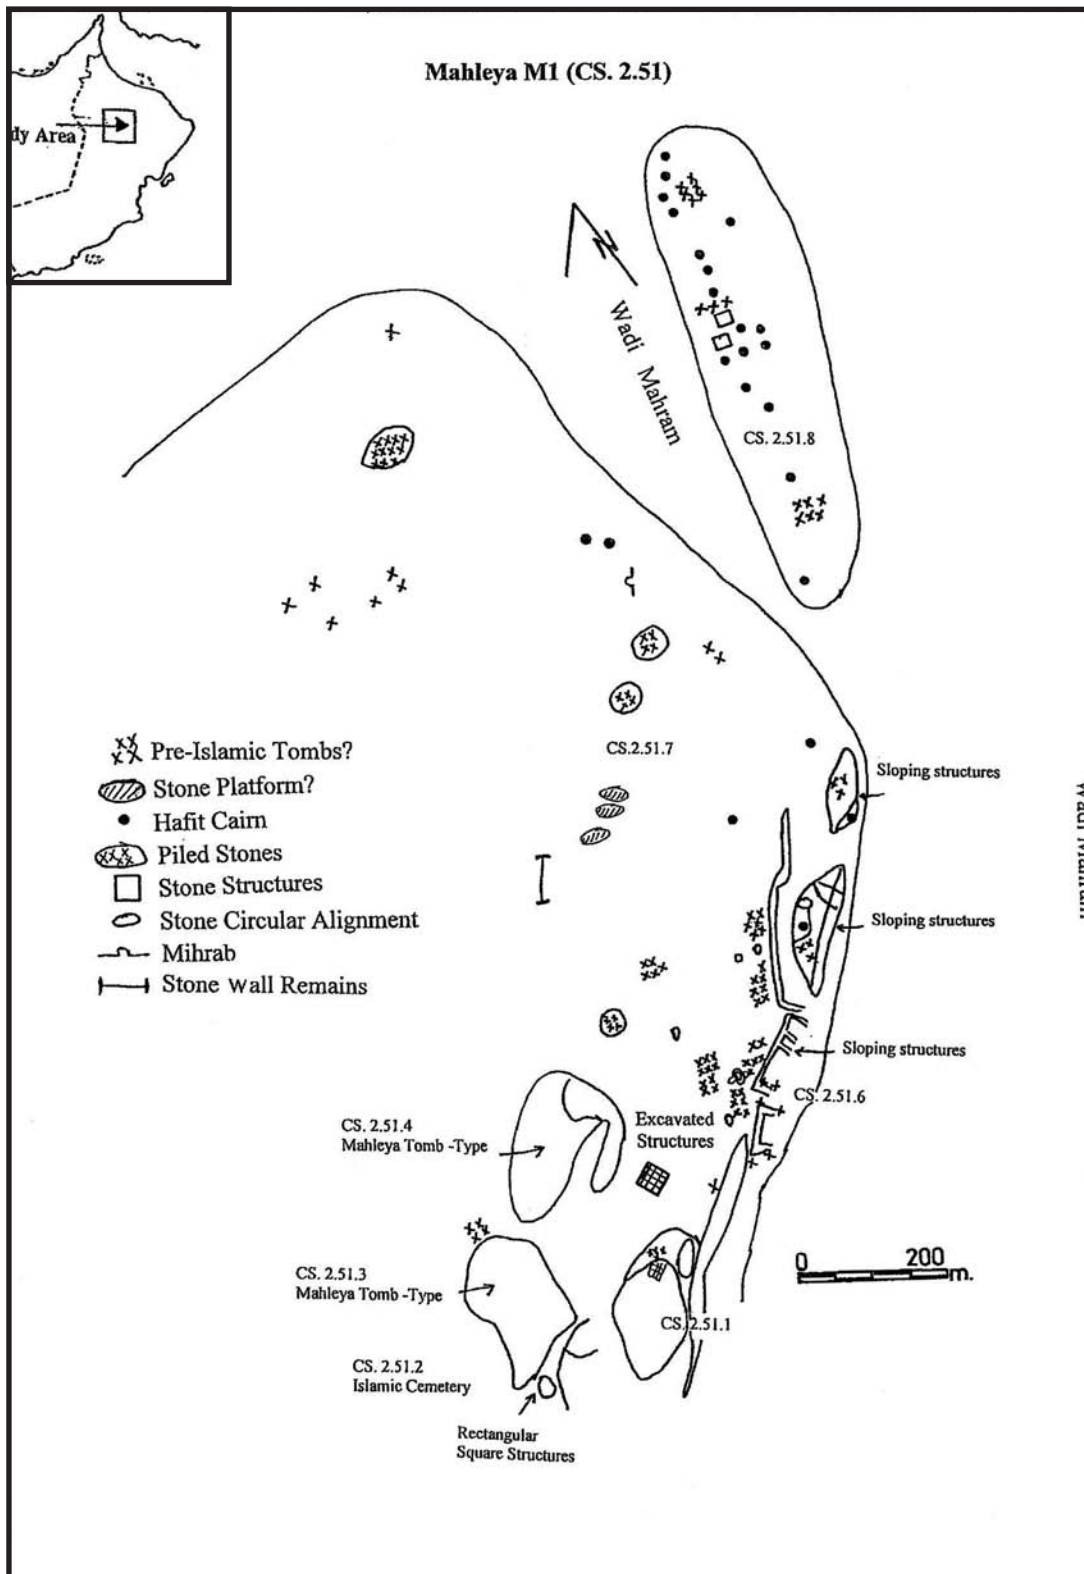 Mahleya M1 (CS. 2.51)
dy Area
N
Wadi Mahram
CS. 2.51.8
CS.2.51.7
Pre-Islamic Tombs?
Stone Platform?
Hafit Cairn
Piled Stones
Stone Structures
Stone Circular Alignment
Mihrab
Stone Wall Remains
Sloping structures
Sloping structures
Sloping structures
CS. 2.51.6
CS. 2.51.4
Mahleya Tomb -Type
Excavated
Structures
0 200
m.
CS. 2.51.3
Mahleya Tomb -Type
CS. 2.51.1
CS. 2.51.2
Islamic Cemetery
Rectangular
Square Structures